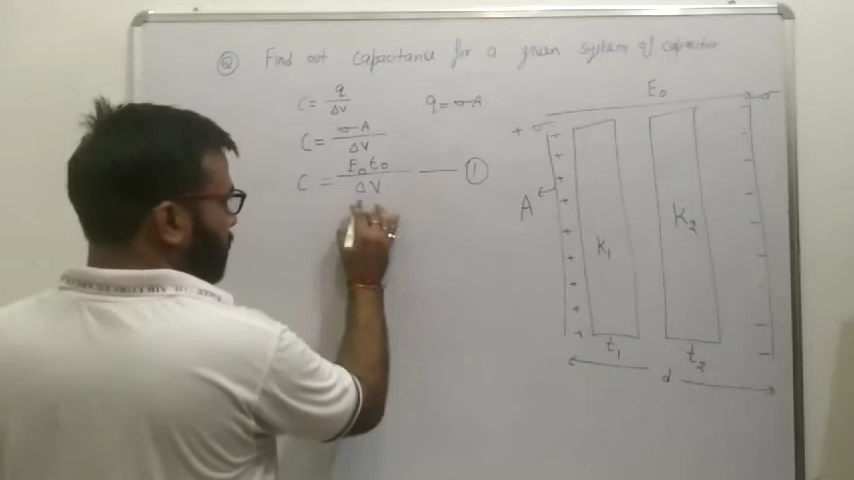 Q Find out capacitance for a given system of capacitor
C = q / ΔV q = σA
C = σA / ΔV
C = E₀ε₀ / ΔV —— 1
E₀
+ σ - σ
A
K₁ K₂
t₁ t₂
d